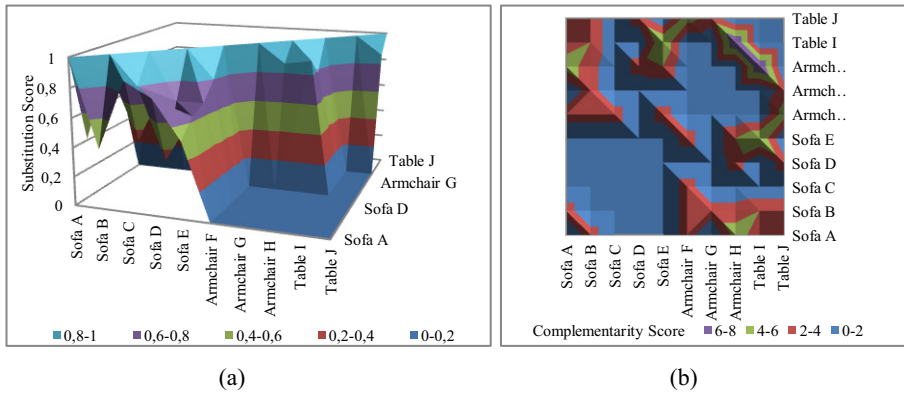 1
0,8
0,6
0,4
0,2
0
Substitution Score
Sofa A
Sofa B
Sofa C
Sofa D
Sofa E
Armchair F
Armchair G
Armchair H
Table I
Table J
Table J
Armchair G
Sofa D
Sofa A
0,8-1 0,6-0,8 0,4-0,6 0,2-0,4 0-0,2
(a)
Table J
Table I
Armch..
Armch..
Armch..
Sofa E
Sofa D
Sofa C
Sofa B
Sofa A
Sofa A
Sofa B
Sofa C
Sofa D
Sofa E
Armchair F
Armchair G
Armchair H
Table I
Table J
Complementarity Score 6-8 4-6 2-4 0-2
(b)